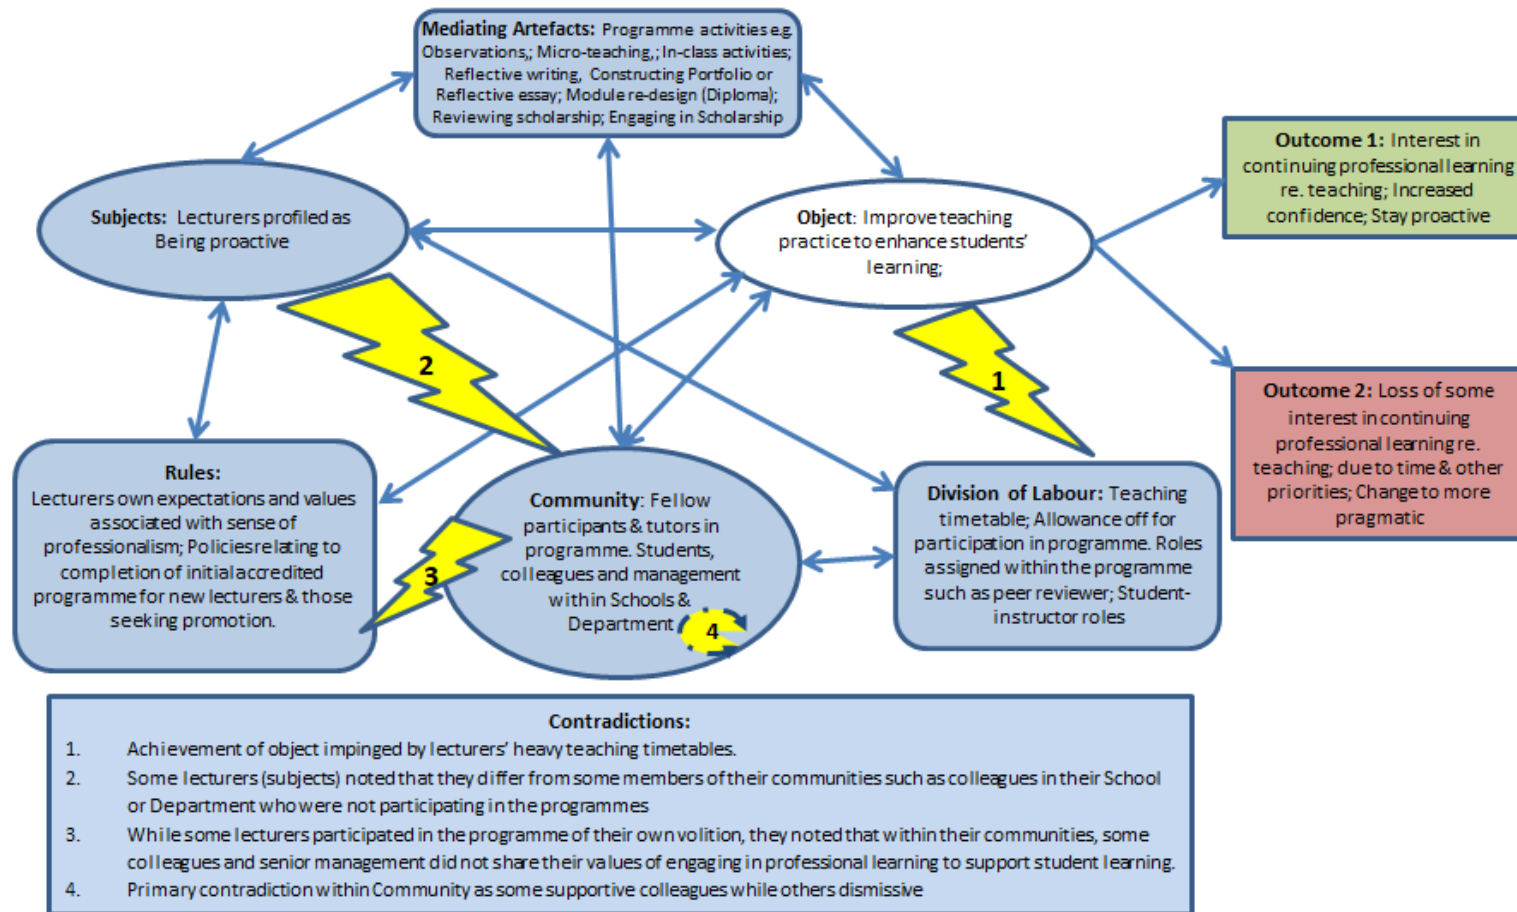 Mediating Artefacts: Programme activities e.g.
Observations,; Micro-teaching,; In-class activities;
Reflective writing, Constructing Portfolio or
Reflective essay; Module re-design (Diploma);
Reviewing scholarship; Engaging in Scholarship
Outcome 1: Interest in
continuing professional learning
re. teaching; Increased
confidence; Stay proactive
Subjects: Lecturers profiled as
Being proactive
Object: Improve teaching
practice to enhance students'
learning;
2
1
Outcome 2: Loss of some
interest in continuing
professional learning re.
teaching; due to time & other
priorities; Change to more
pragmatic
Rules:
Lecturers own expectations and values
associated with sense of
professionalism; Policies relating to
completion of initial accredited
programme for new lecturers & those
seeking promotion.
3
Community: Fellow
participants & tutors in
programme. Students,
colleagues and management
within Schools &
Department
4
Division of Labour: Teaching
timetable; Allowance off for
participation in programme. Roles
assigned within the programme
such as peer reviewer; Student-
instructor roles
Contradictions:
1. Achievement of object impinged by lecturers' heavy teaching timetables.
2. Some lecturers (subjects) noted that they differ from some members of their communities such as colleagues in their School
or Department who were not participating in the programmes
3. While some lecturers participated in the programme of their own volition, they noted that within their communities, some
colleagues and senior management did not share their values of engaging in professional learning to support student learning.
4. Primary contradiction within Community as some supportive colleagues while others dismissive